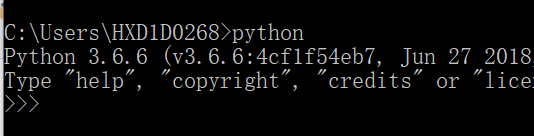 C:\Users\HXD1D0268>python
Python 3.6.6 (v3.6.6:4cf1f54eb7, Jun 27 2018,
Type "help", "copyright", "credits" or "lice
>>>